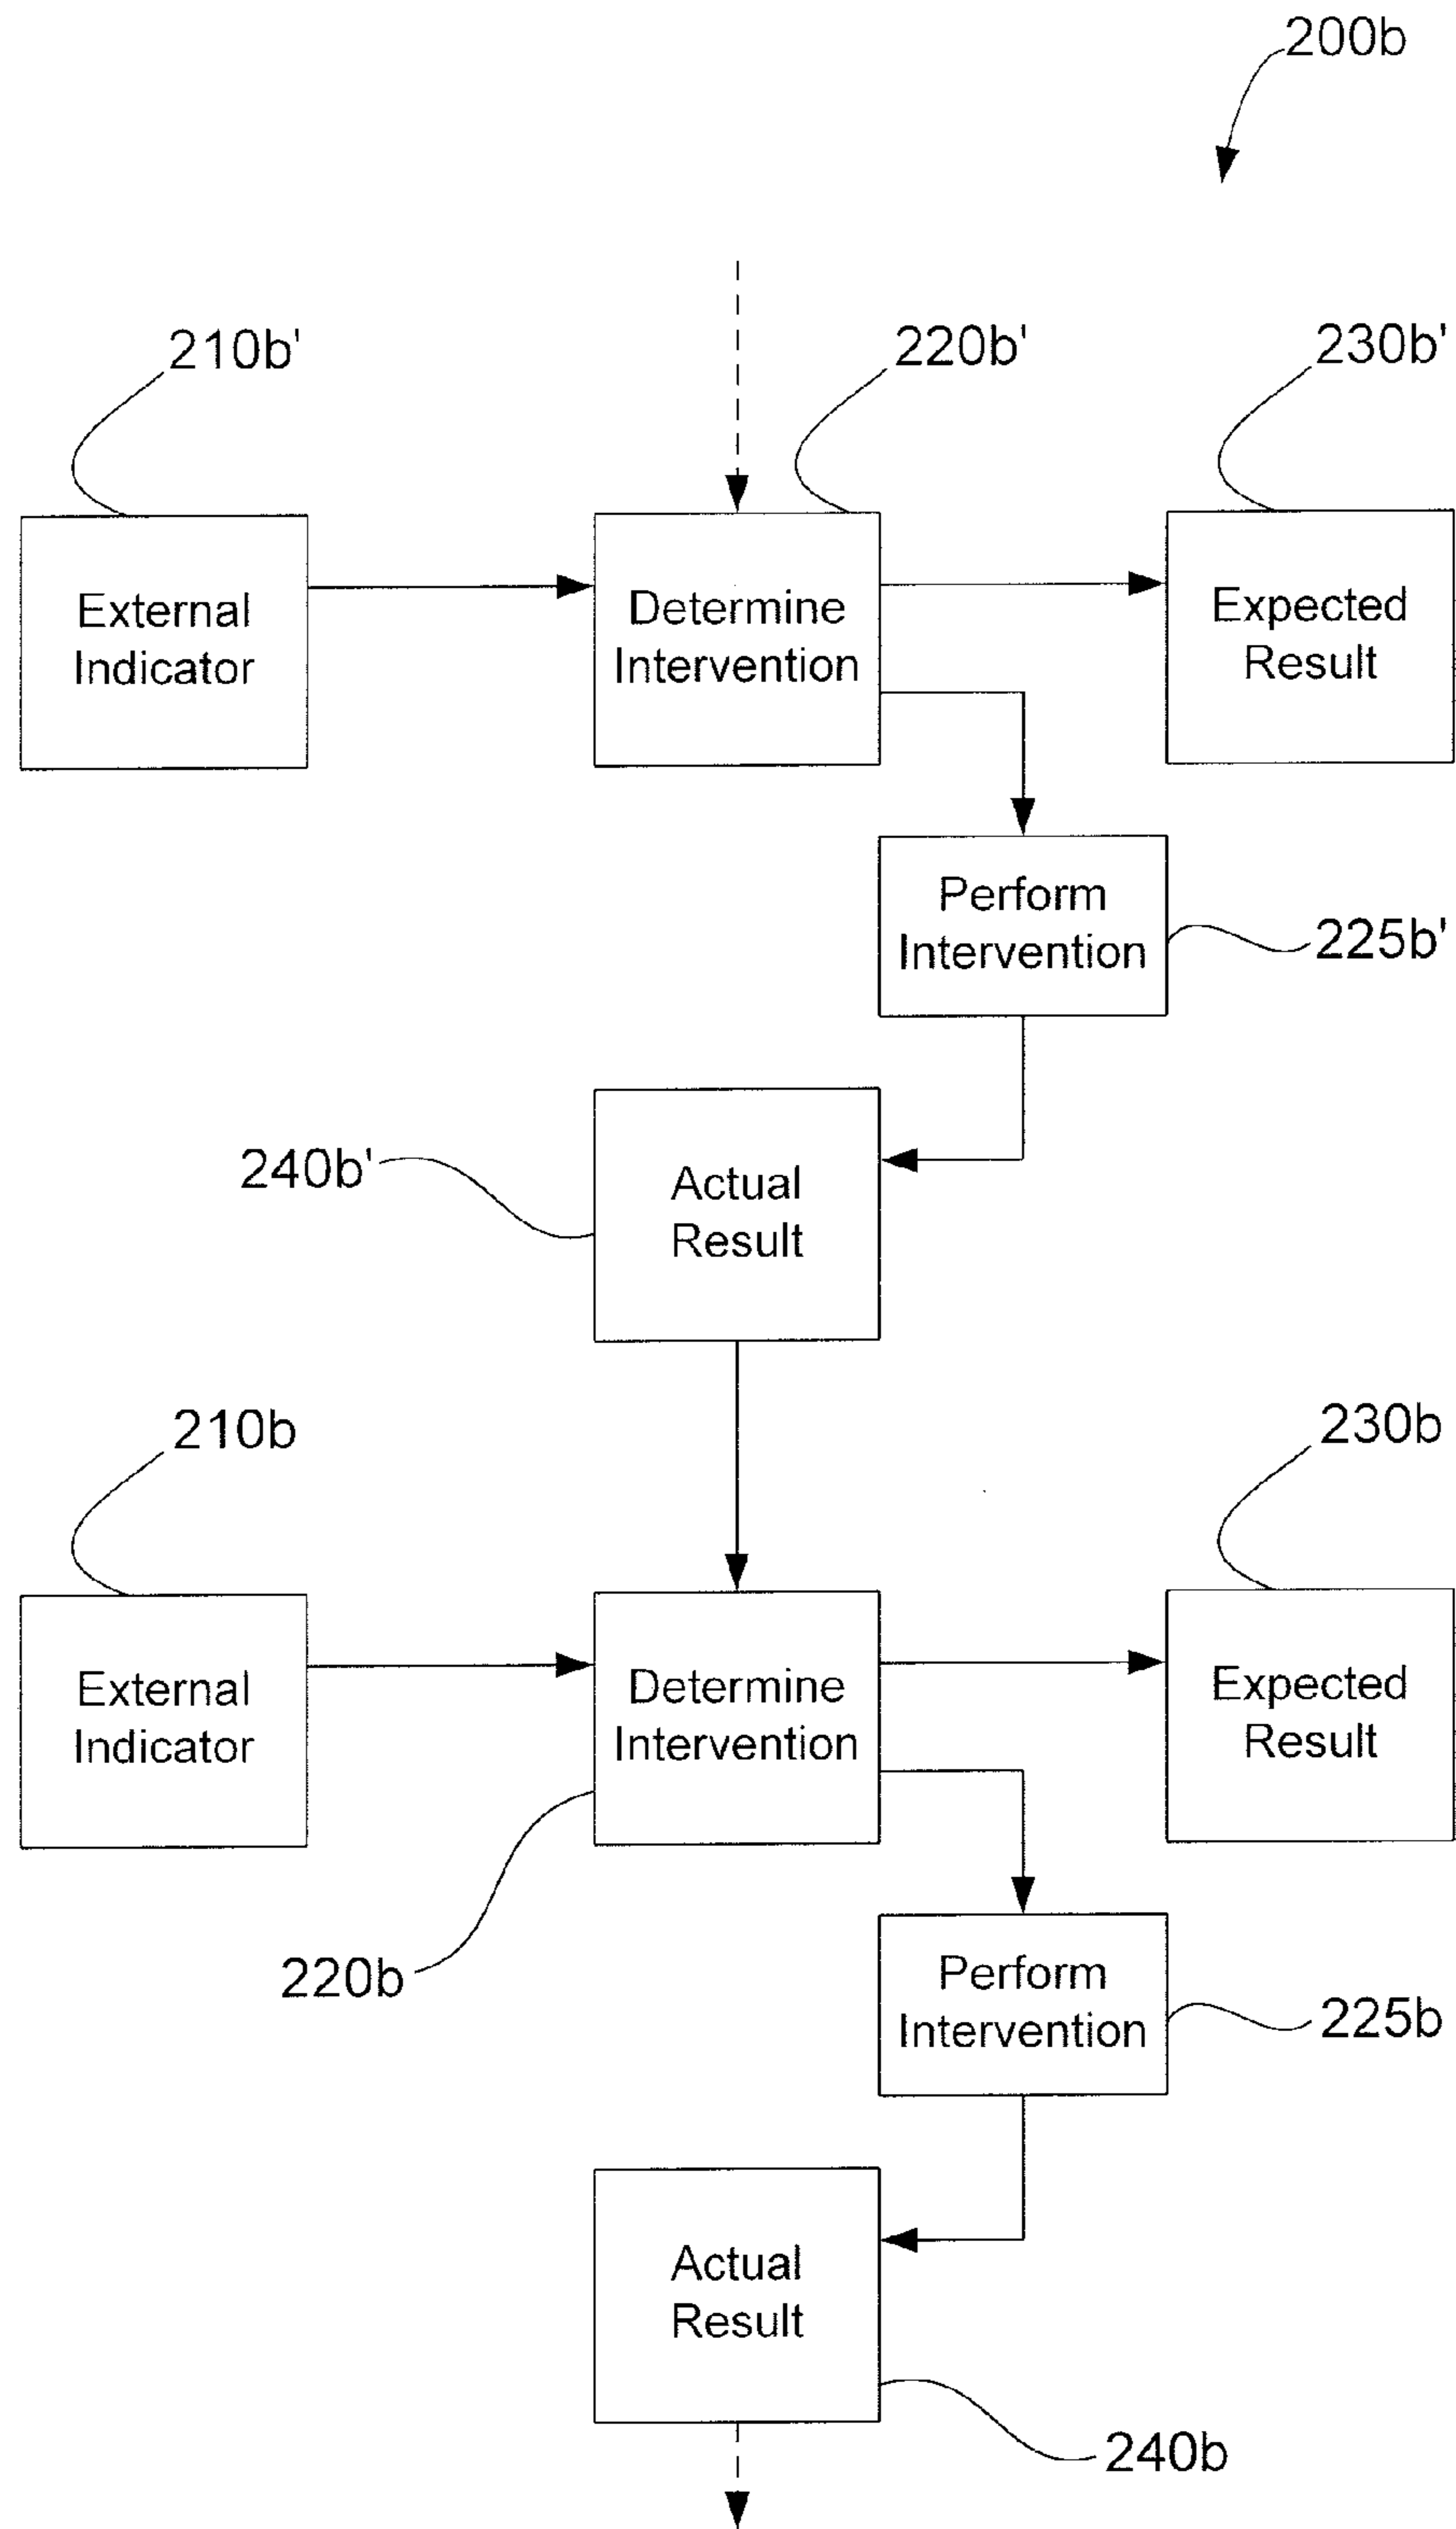 200b
210b'
220b'
230b'
External
Indicator
Determine
Intervention
Expected
Result
Perform
Intervention
225b'
240b'
Actual
Result
210b
230b
External
Indicator
Determine
Intervention
Expected
Result
220b
Perform
Intervention
225b
Actual
Result
240b